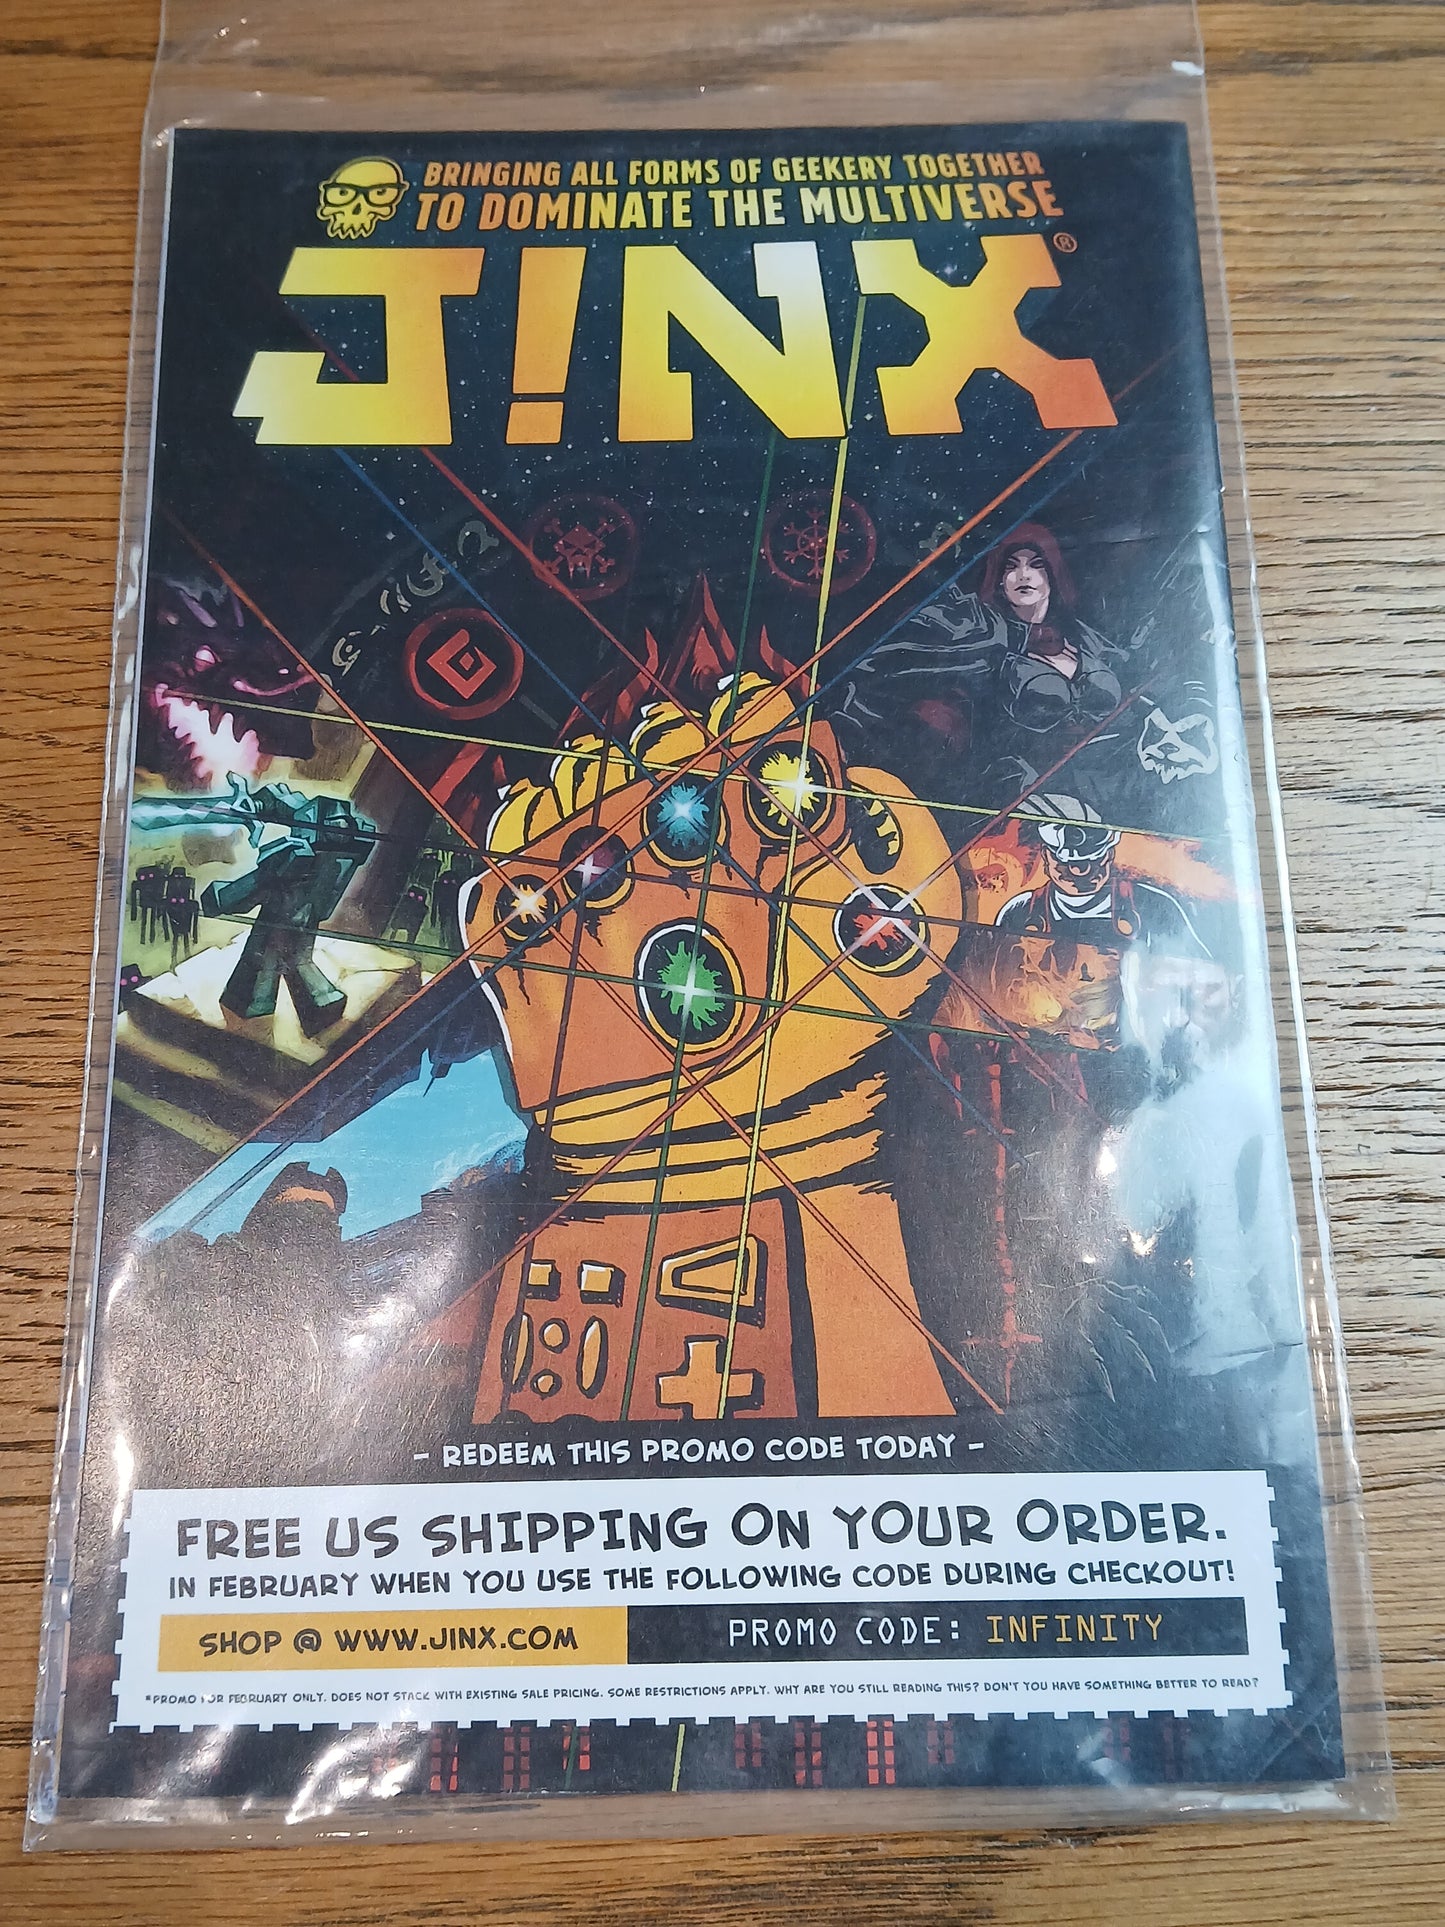 BRINGING ALL FORMS OF GEEKERY TOGETHER
TO DOMINATE THE MULTIVERSE
J!NX®
- REDEEM THIS PROMO CODE TODAY -
FREE US SHIPPING ON YOUR ORDER.
IN FEBRUARY WHEN YOU USE THE FOLLOWING CODE DURING CHECKOUT!
SHOP @ WWW.JINX.COM
PROMO CODE: INFINITY
*PROMO FOR FEBRUARY ONLY. DOES NOT STACK WITH EXISTING SALE PRICING. SOME RESTRICTIONS APPLY. WHY ARE YOU STILL READING THIS? DON'T YOU HAVE SOMETHING BETTER TO READ?